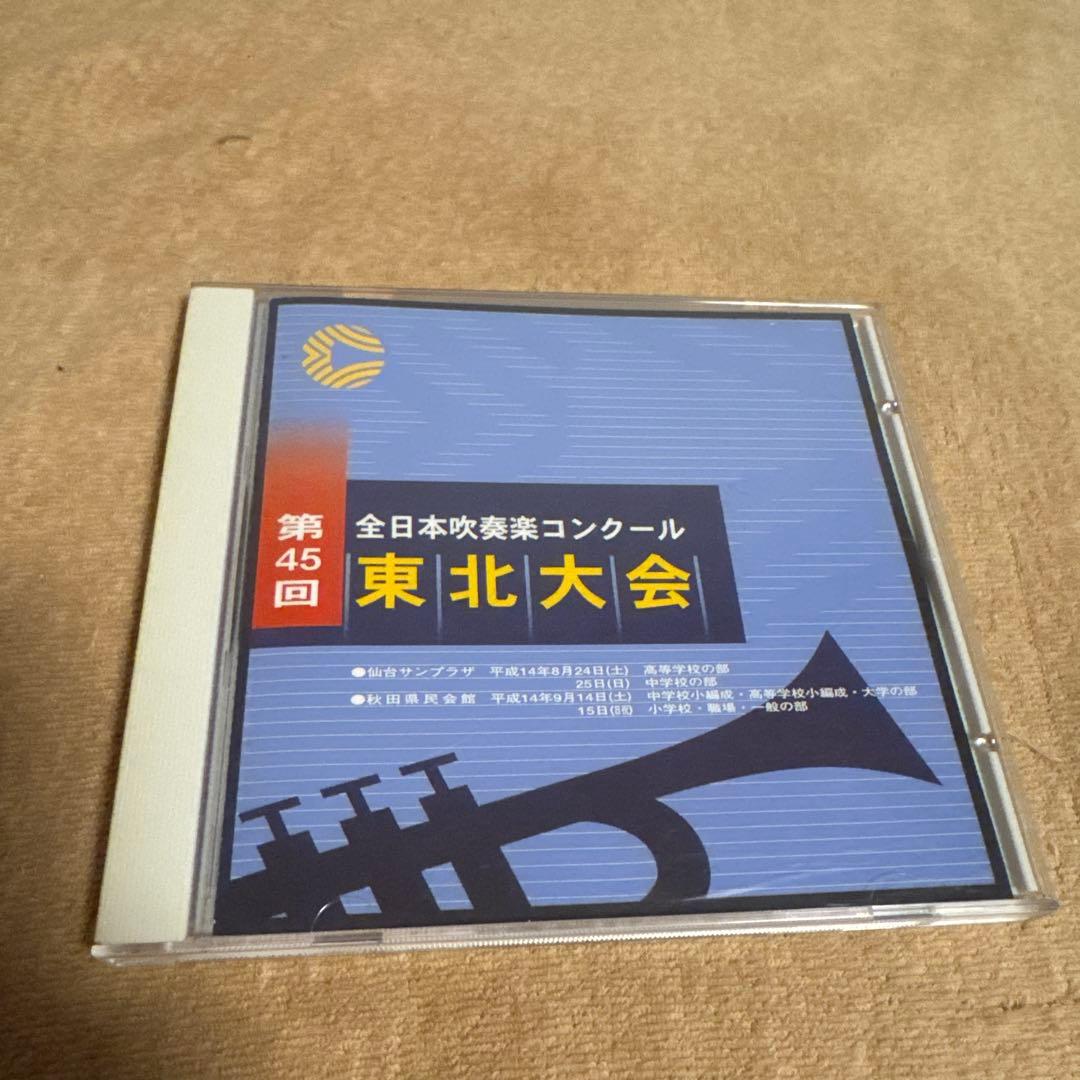 第
45
回
全日本吹奏楽コンクール
東北大会
●仙台サンプラザ 平成14年8月24日(土) 高等学校の部
25日(日) 中学校の部
●秋田県民会館 平成14年9月14日(土) 中学校小編成・高等学校小編成・大学の部
15日(日祝) 小学校・職場・一般の部